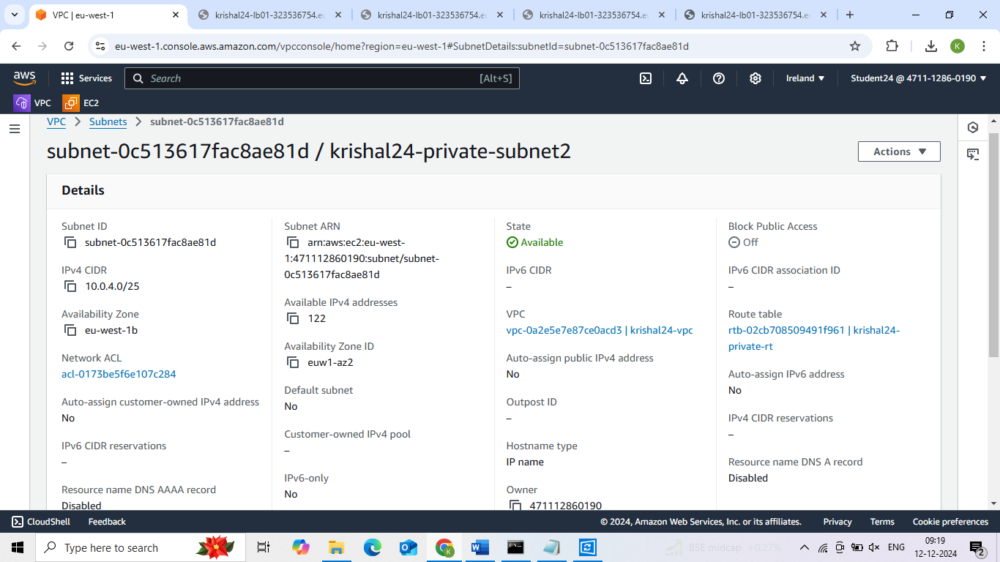 VPC | eu-west-1
krishal24-lb01-323536754.eu
krishal24-lb01-323536754.eu
krishal24-lb01-323536754.eu
krishal24-lb01-323536754.eu
eu-west-1.console.aws.amazon.com/vpcconsole/home?region=eu-west-1#SubnetDetails:subnetId=subnet-0c513617fac8ae81d
K
aws
Services
Search
[Alt+S]
Ireland
Student24 @ 4711-1286-0190
VPC
EC2
VPC > Subnets > subnet-0c513617fac8ae81d
subnet-0c513617fac8ae81d / krishal24-private-subnet2
Actions
Details
Subnet ID
subnet-0c513617fac8ae81d
IPv4 CIDR
10.0.4.0/25
Availability Zone
eu-west-1b
Network ACL
acl-0173be5f6e107c284
Auto-assign customer-owned IPv4 address
No
IPv6 CIDR reservations
–
Resource name DNS AAAA record
Disabled
Subnet ARN
arn:aws:ec2:eu-west-
1:471112860190:subnet/subnet-
0c513617fac8ae81d
Available IPv4 addresses
122
Availability Zone ID
euw1-az2
Default subnet
No
Customer-owned IPv4 pool
–
IPv6-only
No
State
Available
IPv6 CIDR
–
VPC
vpc-0a2e5e7e87ce0acd3 | krishal24-vpc
Auto-assign public IPv4 address
No
Outpost ID
–
Hostname type
IP name
Owner
471112860190
Block Public Access
Off
IPv6 CIDR association ID
–
Route table
rtb-02cb708509491f961 | krishal24-
private-rt
Auto-assign IPv6 address
No
IPv4 CIDR reservations
–
Resource name DNS A record
Disabled
CloudShell
Feedback
© 2024, Amazon Web Services, Inc. or its affiliates.
Privacy
Terms
Cookie preferences
Type here to search
BSE midcap +0.27%
ENG
09:19
12-12-2024
2